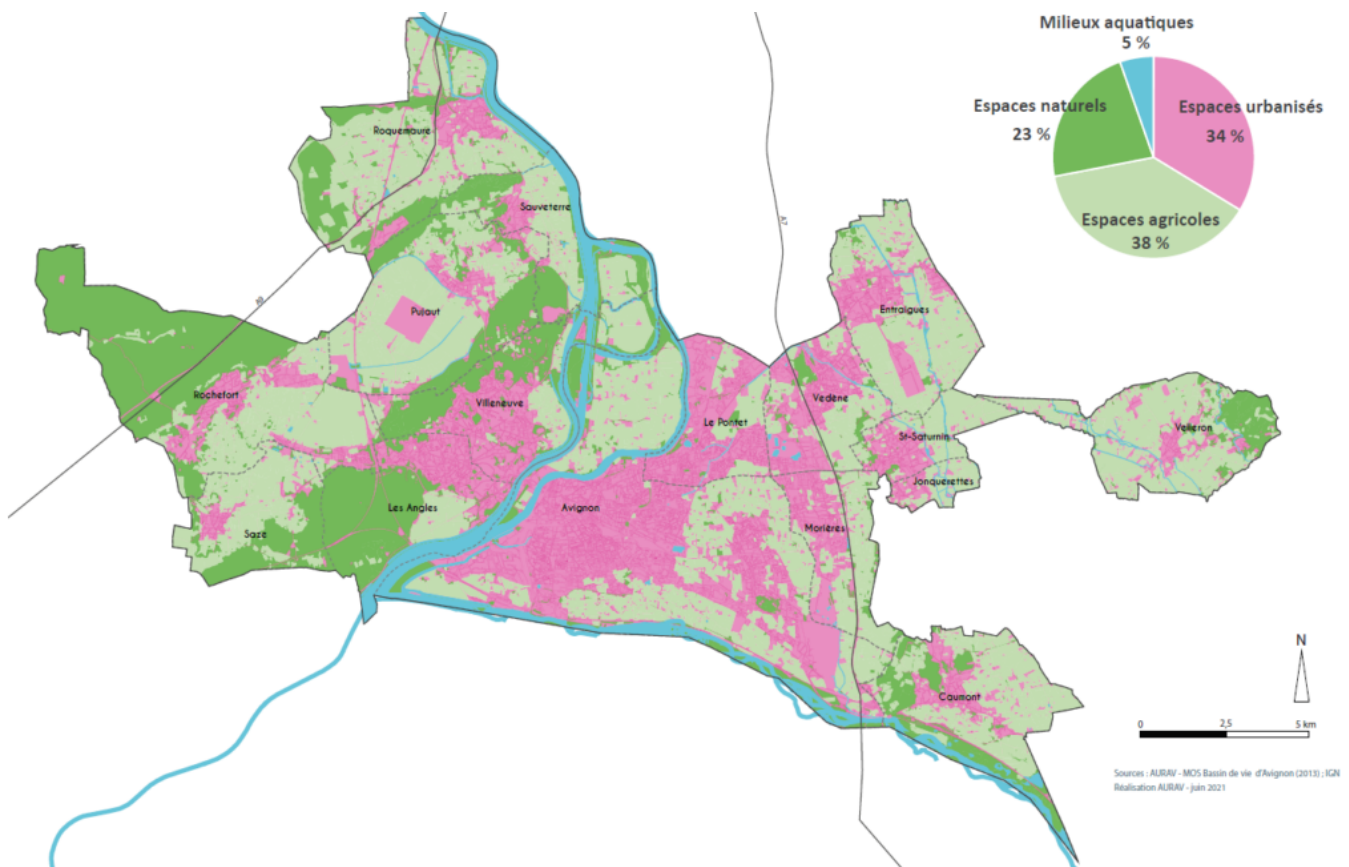 Milieux aquatiques
5 %
Espaces naturels
23 %
Espaces urbanisés
34 %
Espaces agricoles
38 %
Roquemaure
Sauveterre
A7
Entraigues
Pujaut
A9
Rochefort
Villeneuve
Vedène
Le Pontet
St-Saturnin
Velleron
Jonquerettes
Les Angles
Avignon
Morières
Saze
Caumont
N
0 2,5 5 km
Sources : AURAV - MOS Bassin de vie d'Avignon (2013) ; IGN
Réalisation AURAV - juin 2021